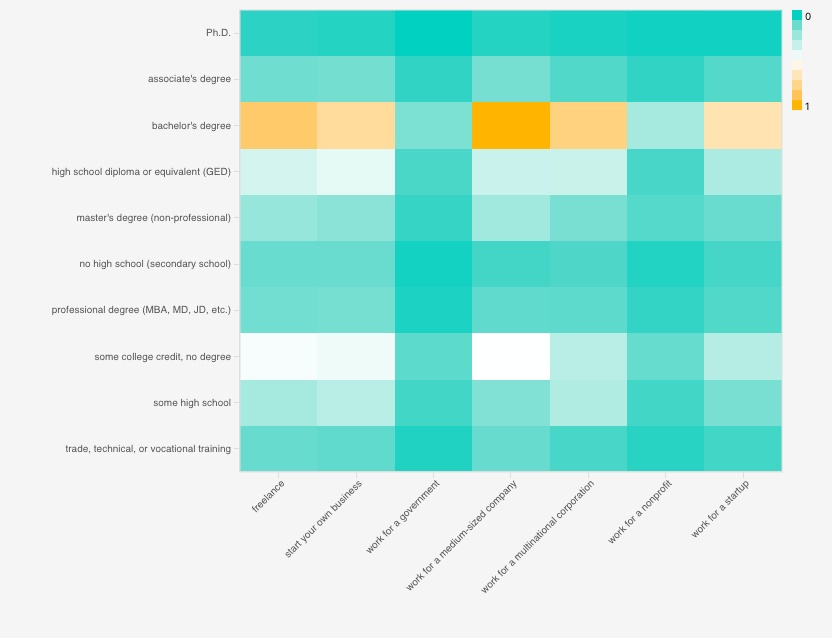 0
1
Ph.D.
associate's degree
bachelor's degree
high school diploma or equivalent (GED)
master's degree (non-professional)
no high school (secondary school)
professional degree (MBA, MD, JD, etc.)
some college credit, no degree
some high school
trade, technical, or vocational training
freelance
start your own business
work for a government
work for a medium-sized company
work for a multinational corporation
work for a nonprofit
work for a startup